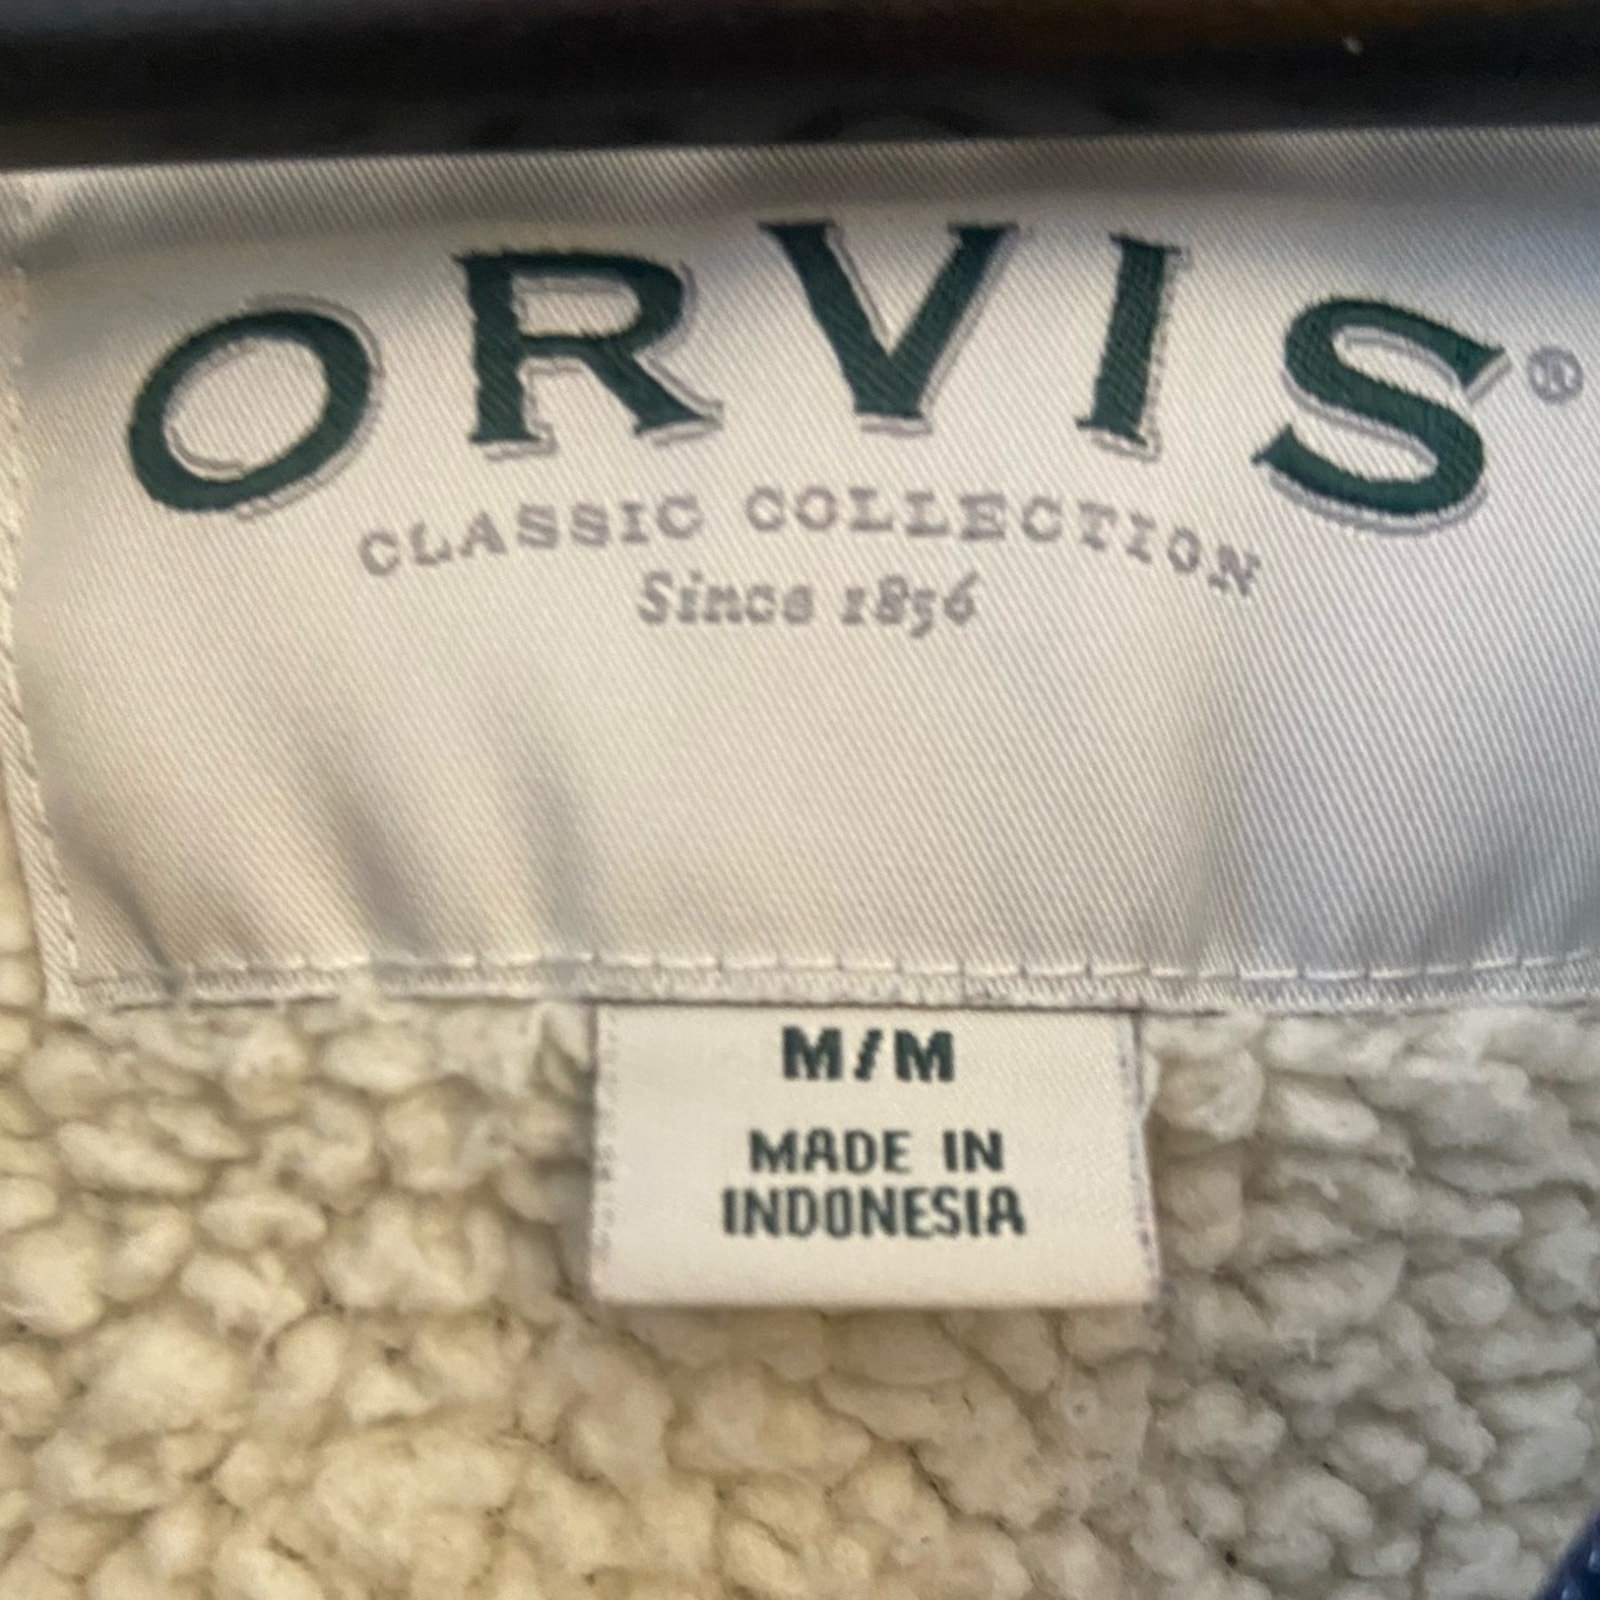 ORVIS®
CLASSIC COLLECTION
Since 1856
M/M
MADE IN
INDONESIA